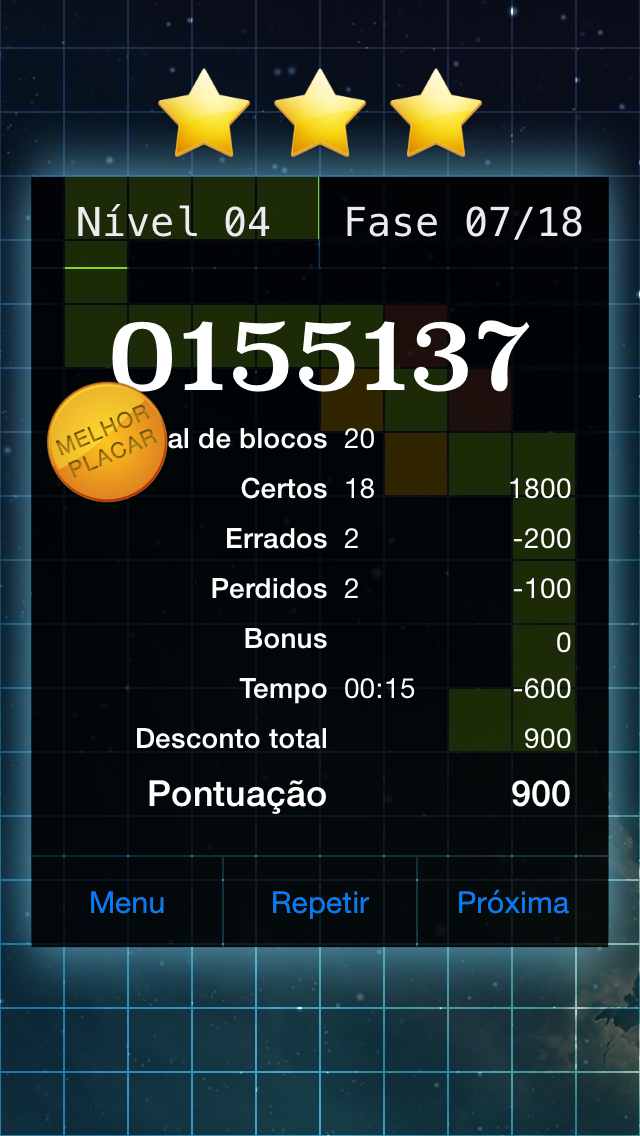 Nível 04 Fase 07/18
0155137
MELHOR
PLACAR
al de blocos 20
Certos 18 1800
Errados 2 -200
Perdidos 2 -100
Bonus 0
Tempo 00:15 -600
Desconto total 900
Pontuação 900
Menu Repetir Próxima